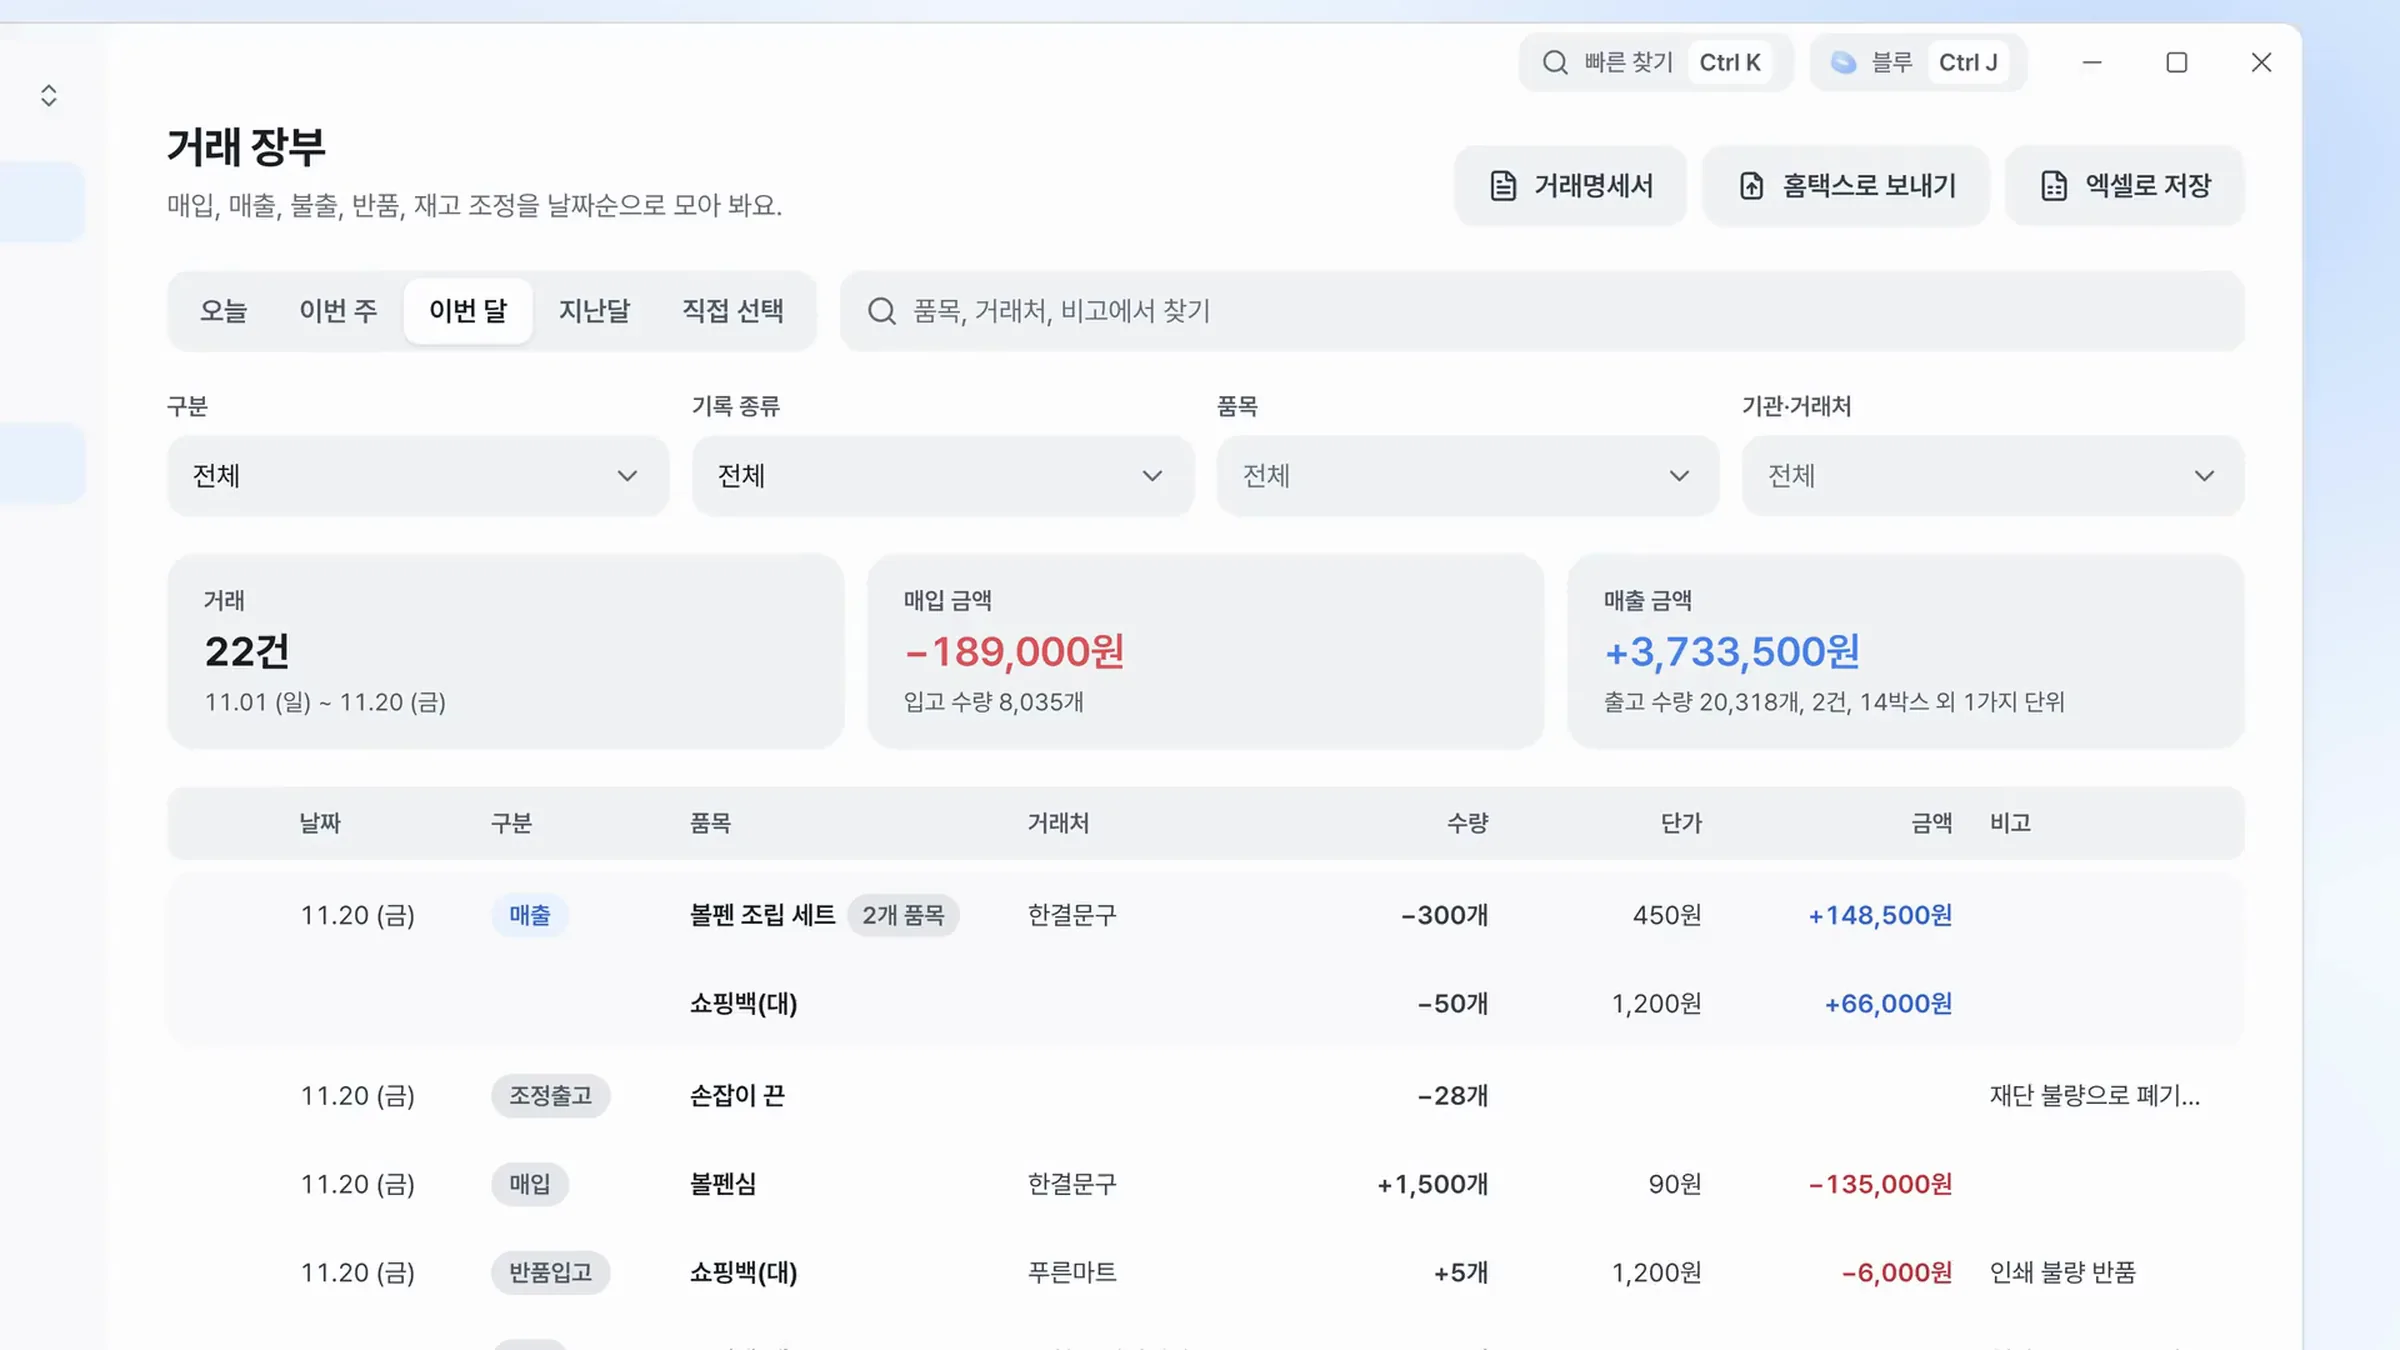 빠른 찾기 Ctrl K 블루 Ctrl J
거래 장부
매입, 매출, 불출, 반품, 재고 조정을 날짜순으로 모아 봐요.
거래명세서 홈택스로 보내기 엑셀로 저장
오늘 이번 주 이번 달 지난달 직접 선택
품목, 거래처, 비고에서 찾기
구분 기록 종류 품목 기관·거래처
전체 전체 전체 전체
거래
22건
11.01 (일) ~ 11.20 (금)
매입 금액
−189,000원
입고 수량 8,035개
매출 금액
+3,733,500원
출고 수량 20,318개, 2건, 14박스 외 1가지 단위
날짜 구분 품목 거래처 수량 단가 금액 비고
11.20 (금) 매출 볼펜 조립 세트 2개 품목 한결문구 −300개 450원 +148,500원
쇼핑백(대) −50개 1,200원 +66,000원
11.20 (금) 조정출고 손잡이 끈 −28개 재단 불량으로 폐기...
11.20 (금) 매입 볼펜심 한결문구 +1,500개 90원 −135,000원
11.20 (금) 반품입고 쇼핑백(대) 푸른마트 +5개 1,200원 −6,000원 인쇄 불량 반품